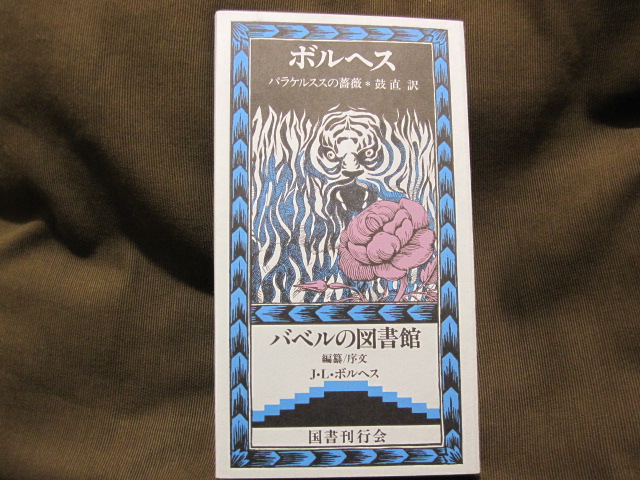 ボルヘス
パラケルススの薔薇*鼓直 訳
バベルの図書館
編纂/序文
J・L・ボルヘス
国書刊行会